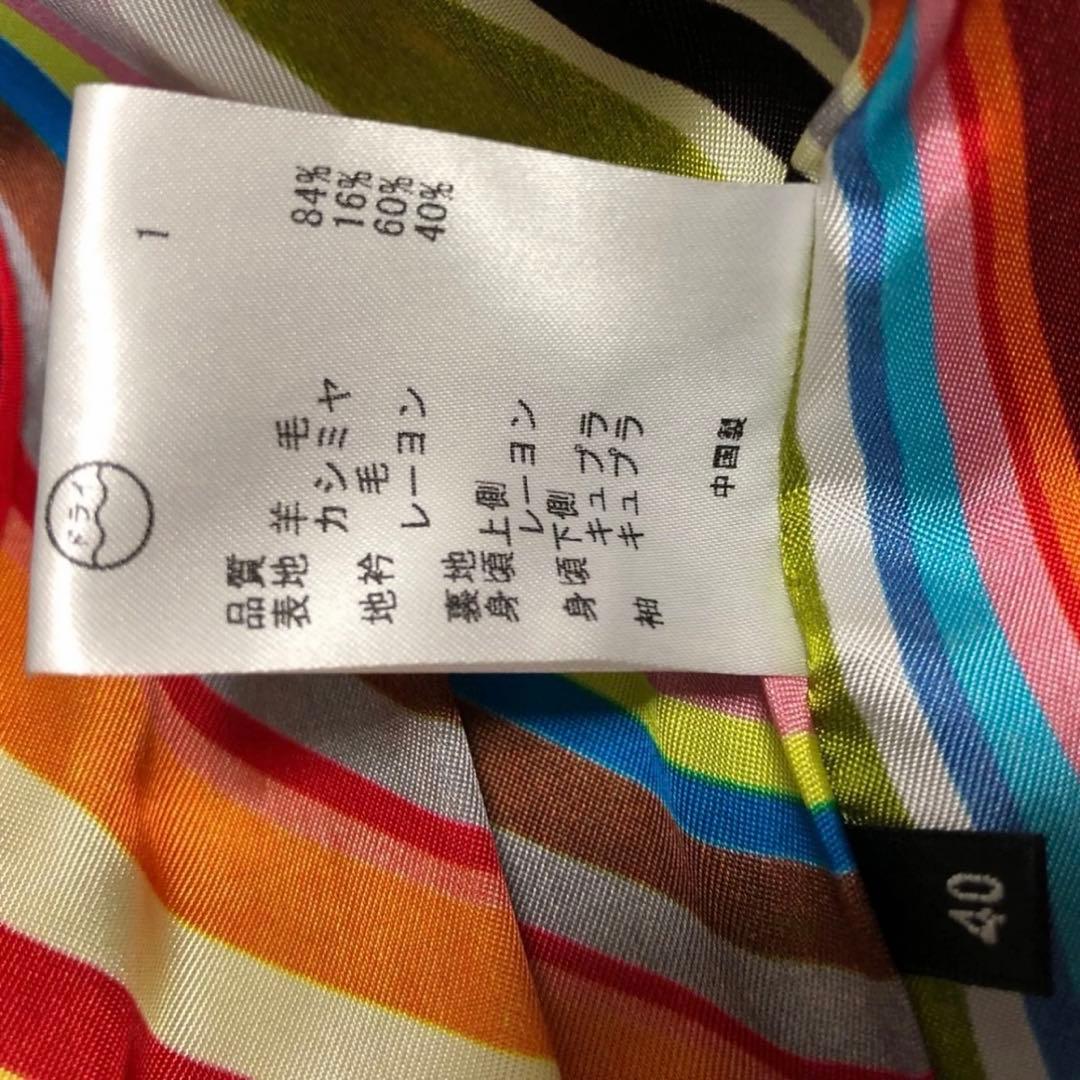 ドライ
1
品質
表地 羊毛 84%
カシミヤ 16%
地衿 毛 60%
レーヨン 40%
裏地
身頃上側
レーヨン
身頃下側
キュプラ
袖 キュプラ
中国製
40